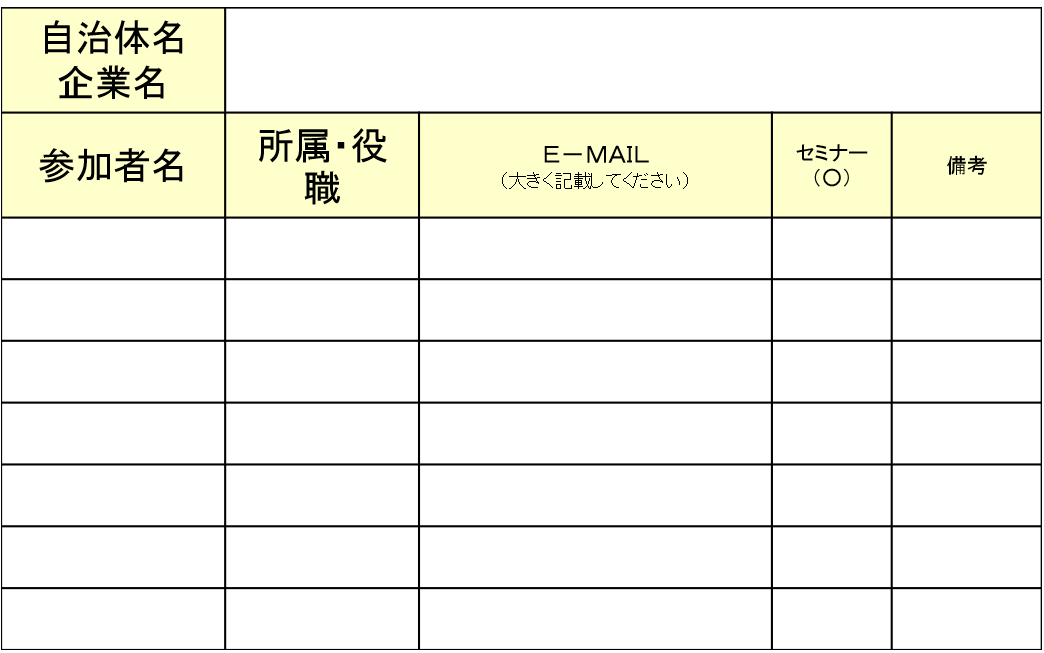 自治体名
企業名
参加者名
所属・役
職
E－MAIL
（大きく記載してください）
セミナー
（〇）
備考